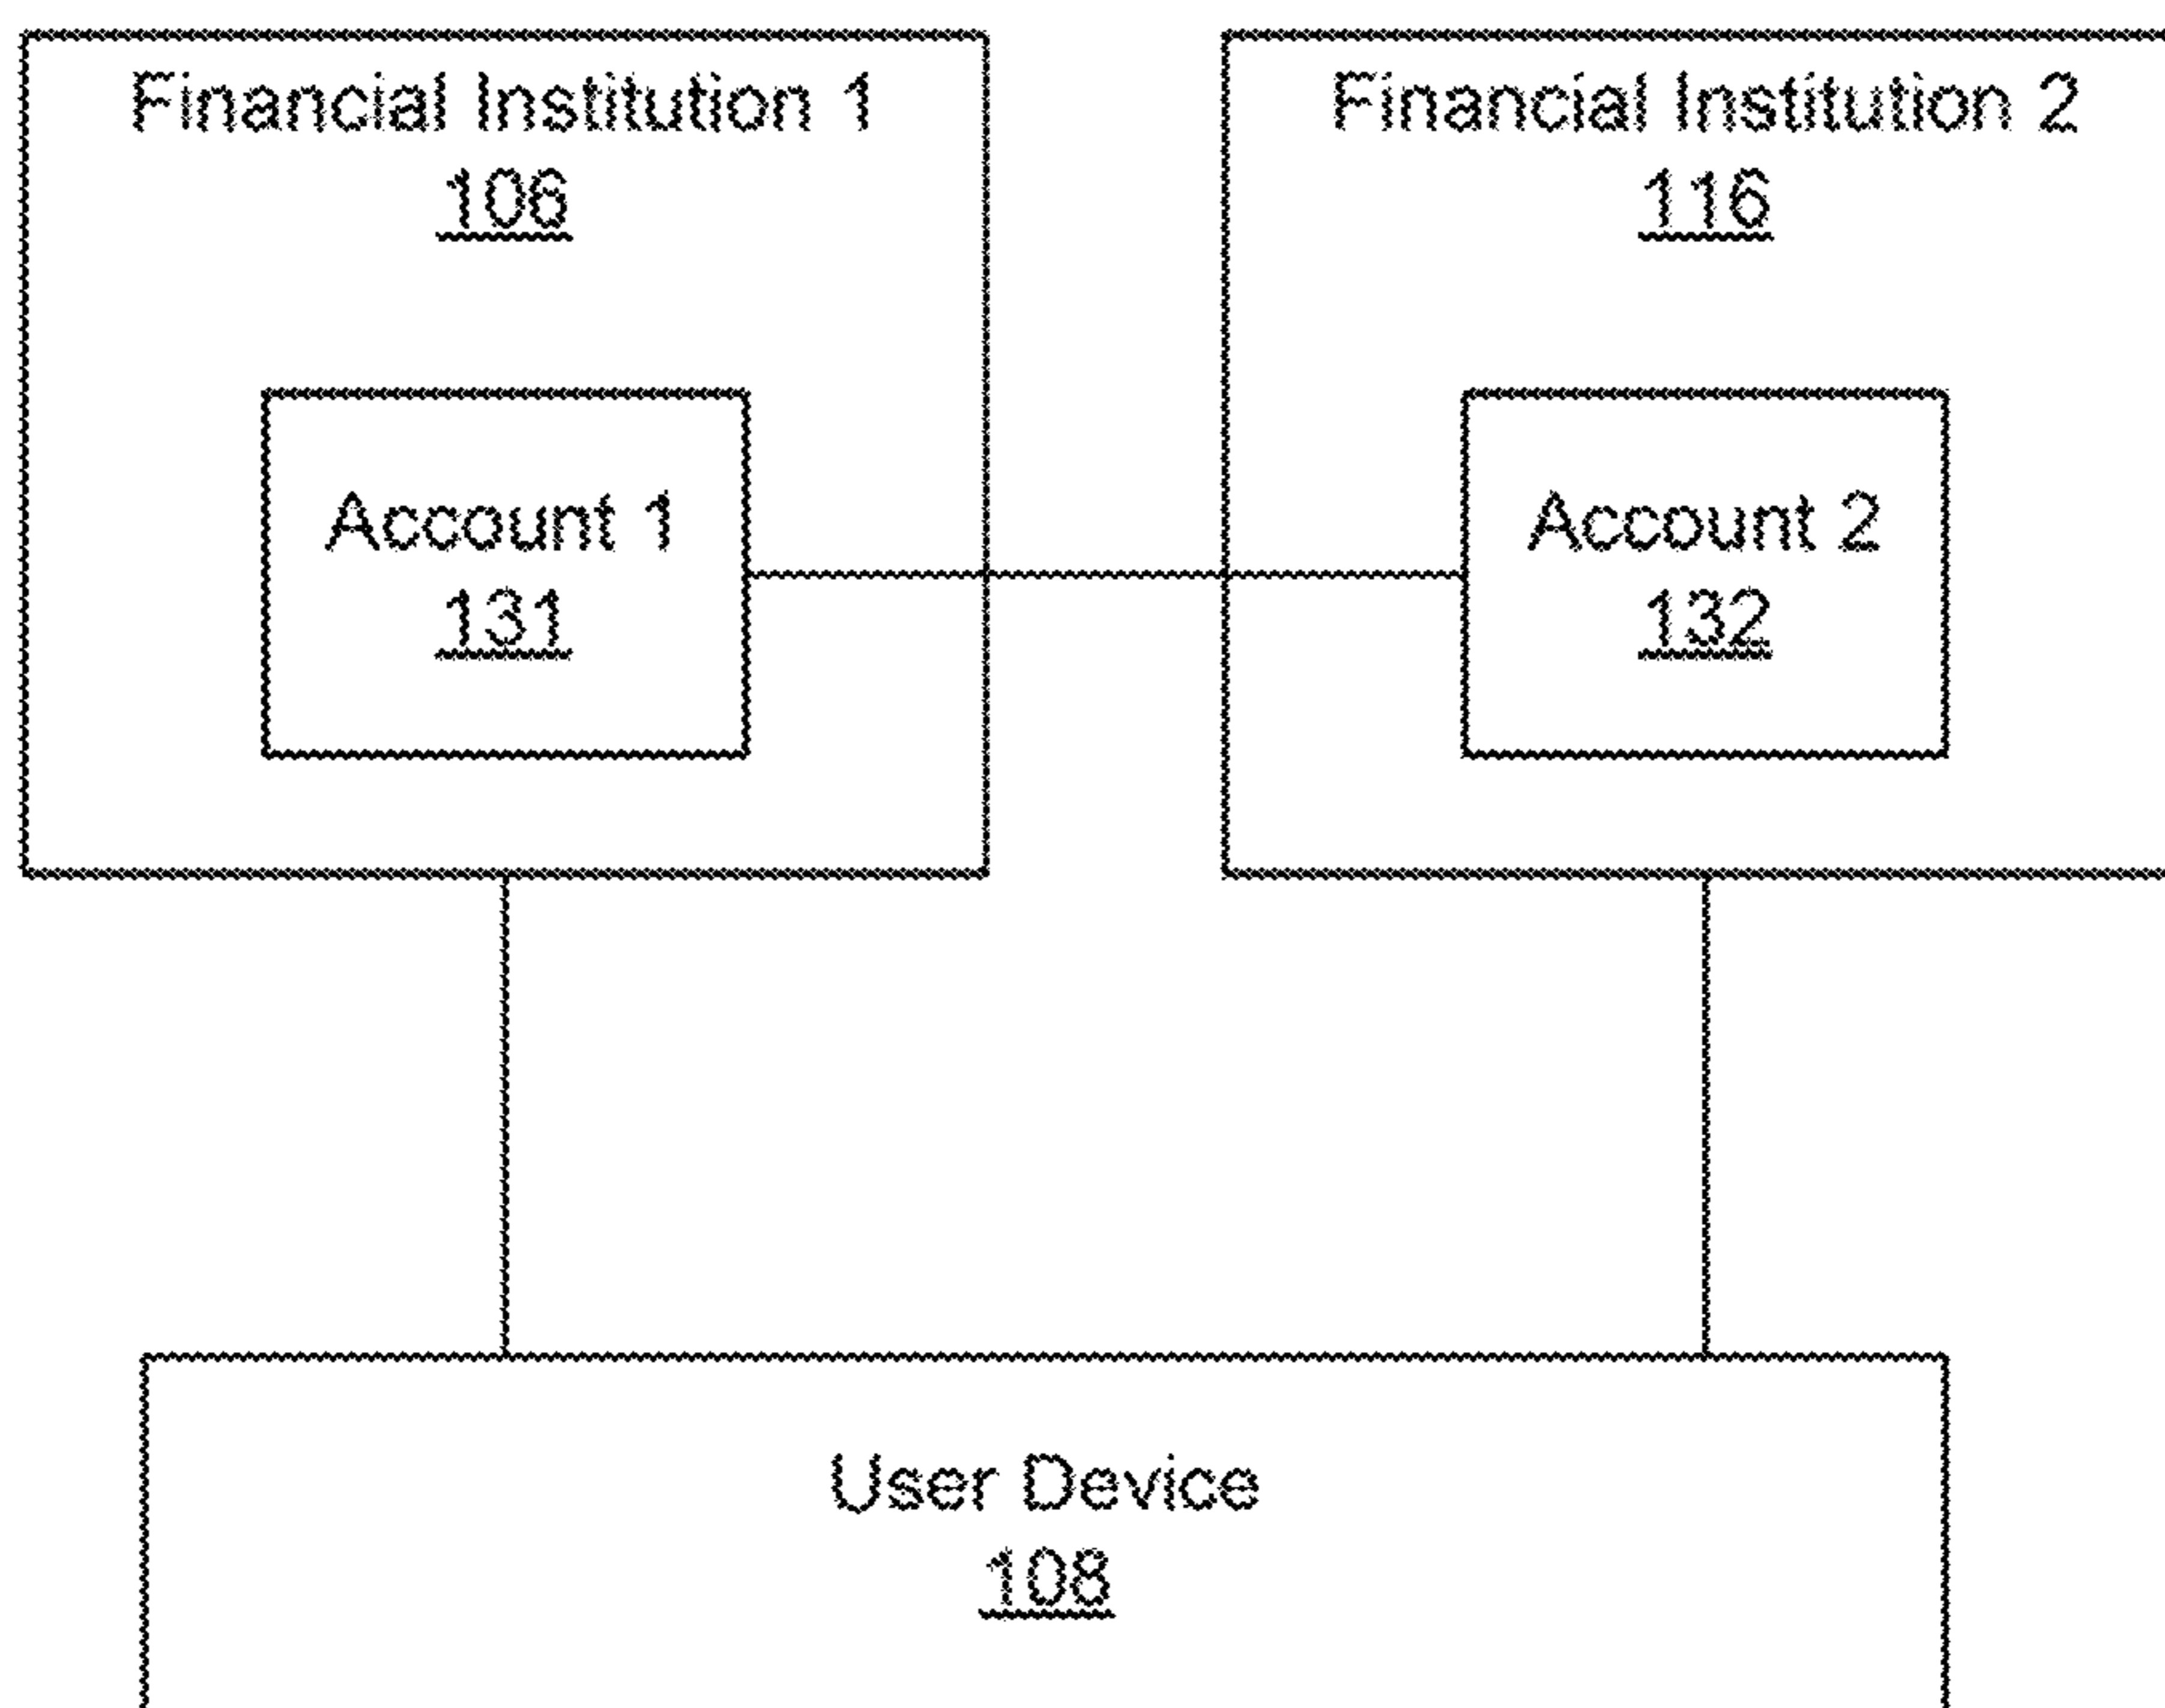 Financial Institution 1
106
Financial Institution 2
116
Account 1
131
Account 2
132
User Device
108